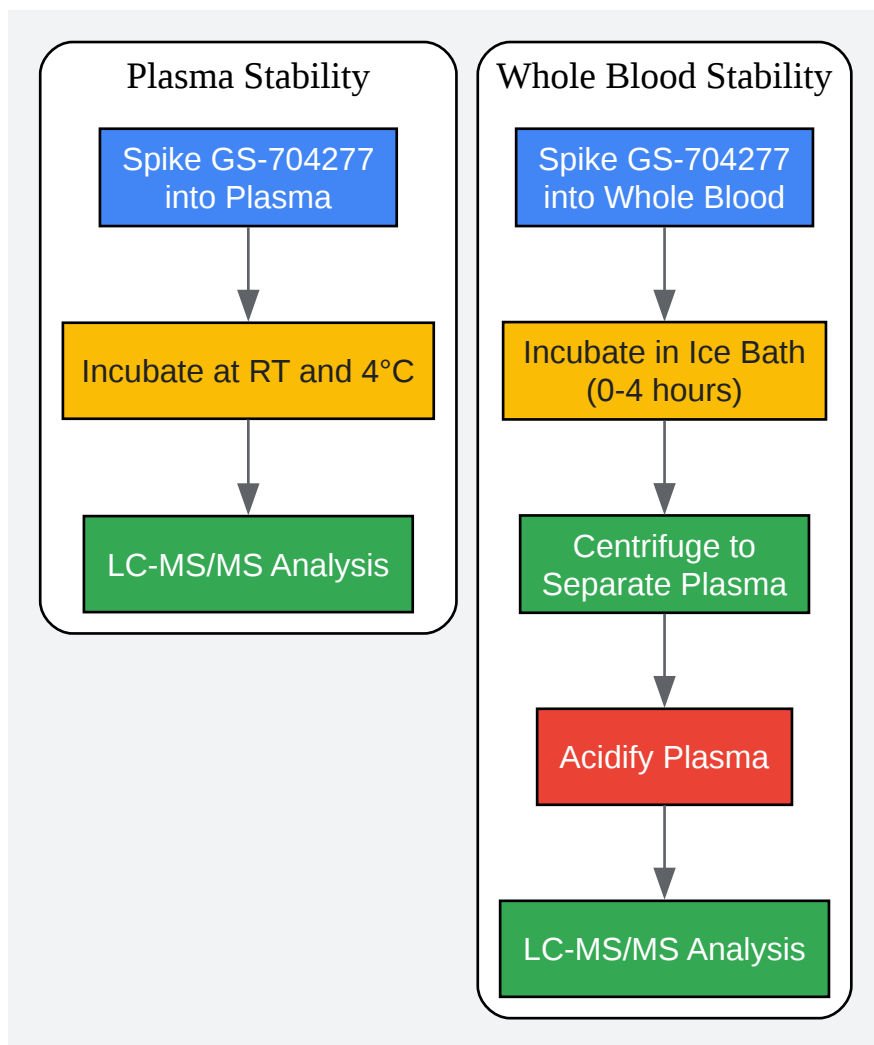 Plasma Stability
Spike GS-704277
into Plasma
Incubate at RT and 4°C
LC-MS/MS Analysis
Whole Blood Stability
Spike GS-704277
into Whole Blood
Incubate in Ice Bath
(0-4 hours)
Centrifuge to
Separate Plasma
Acidify Plasma
LC-MS/MS Analysis